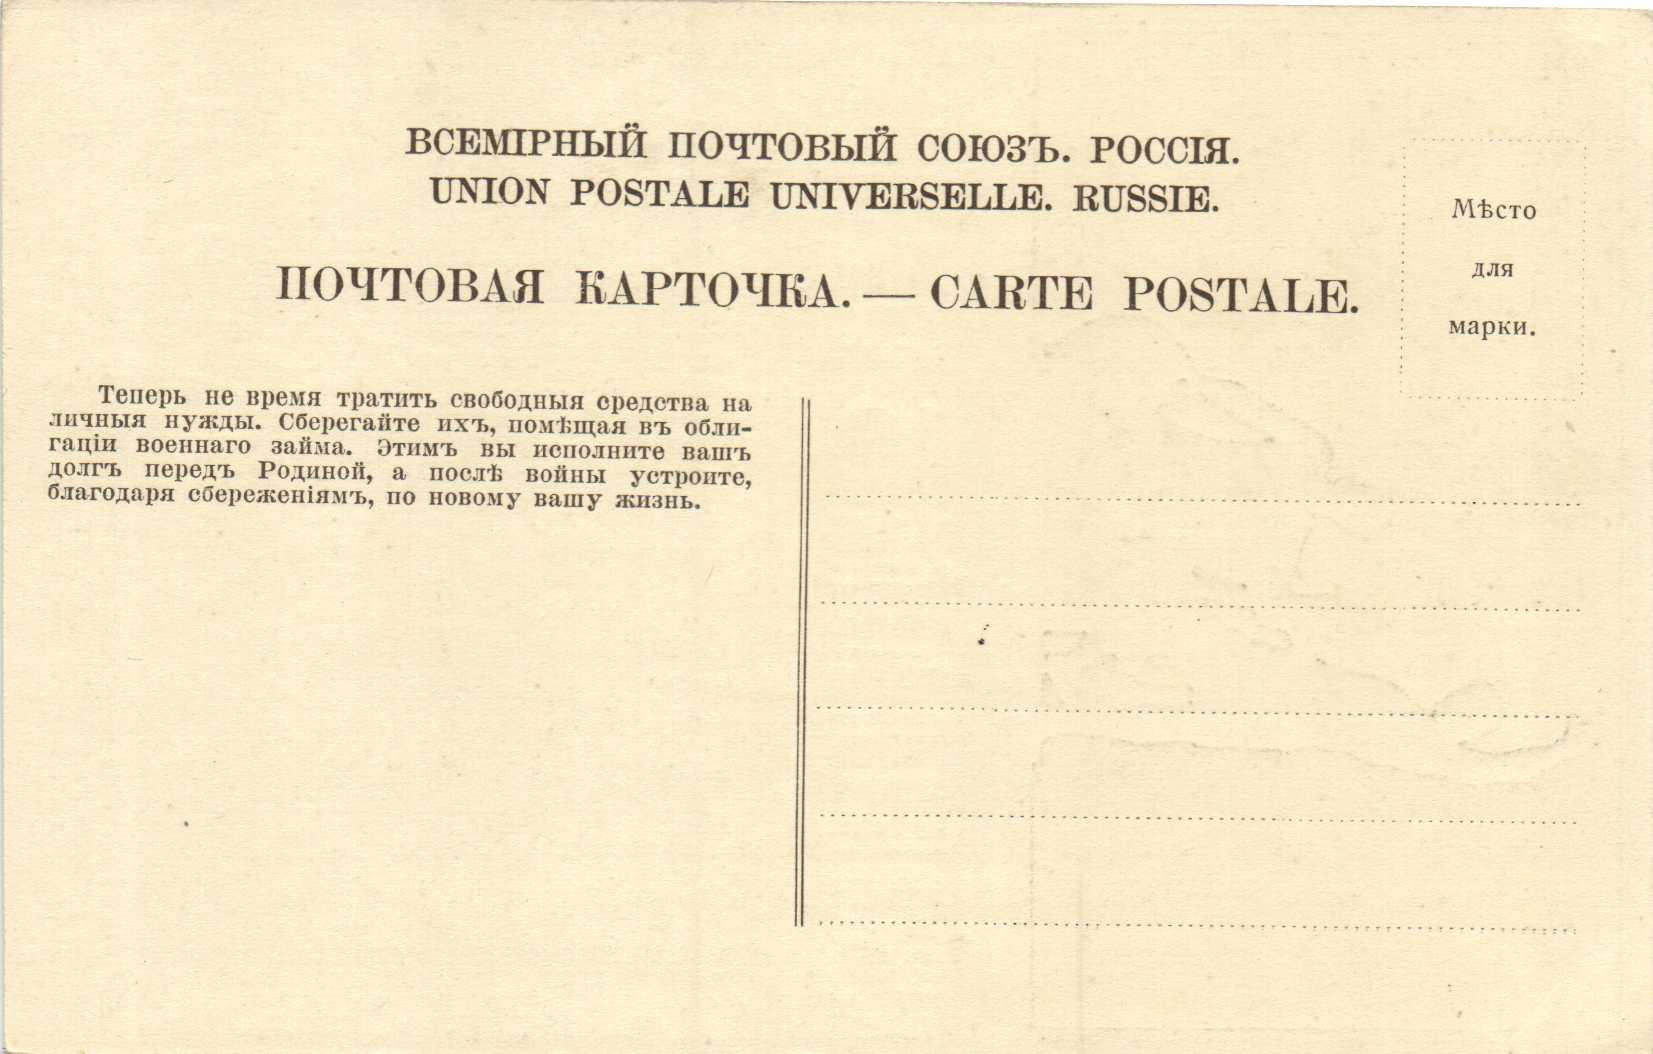 ВСЕМІРНЫЙ ПОЧТОВЫЙ СОЮЗЪ. РОССІЯ.
UNION POSTALE UNIVERSELLE. RUSSIE.
ПОЧТОВАЯ КАРТОЧКА. — CARTE POSTALE.
Мѣсто
для
марки.
Теперь не время тратить свободныя средства на
личныя нужды. Сберегайте ихъ, помѣщая въ обли-
гаціи военнаго займа. Этимъ вы исполните вашъ
долгъ передъ Родиной, а послѣ войны устроите,
благодаря сбереженіямъ, по новому вашу жизнь.